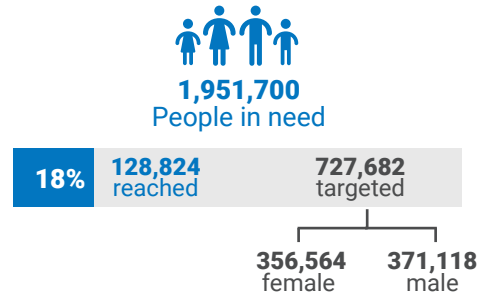 1,951,700
People in need
18%
128,824
reached
727,682
targeted
356,564
female
371,118
male